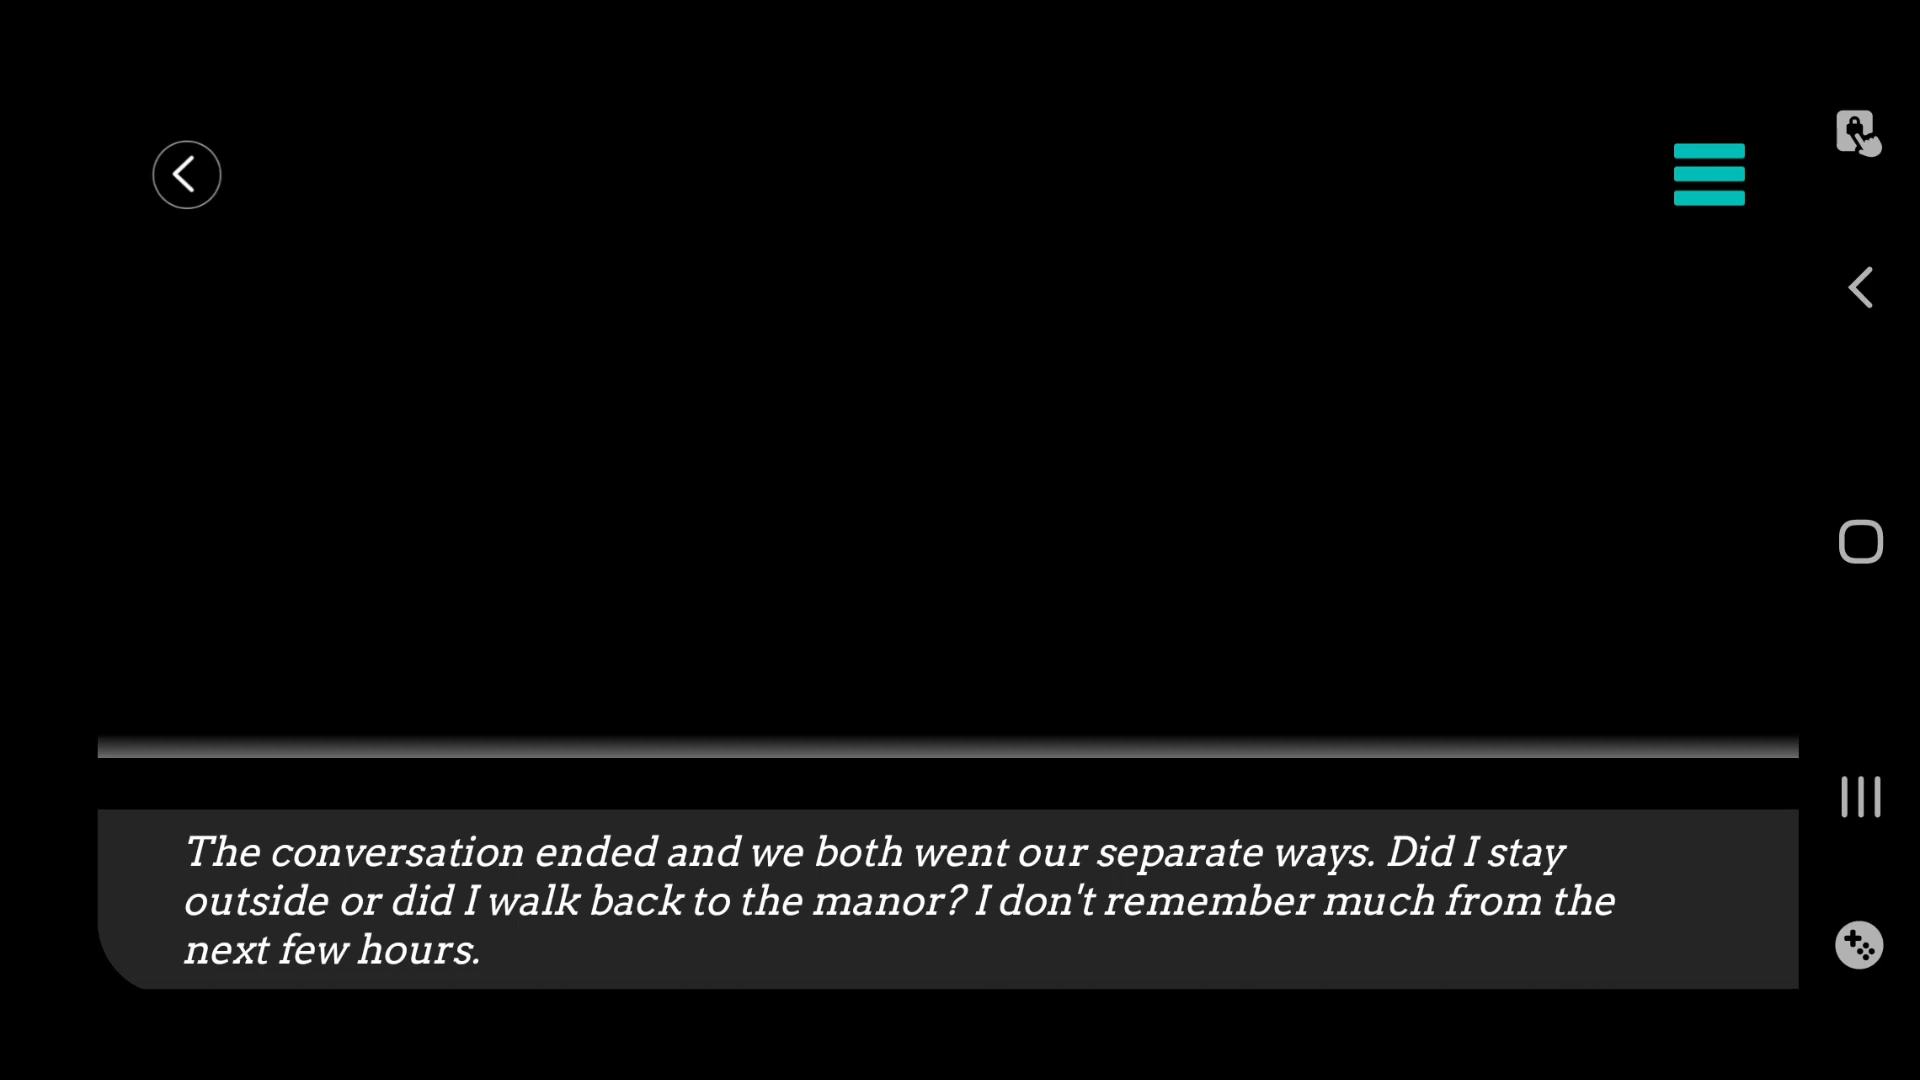 The conversation ended and we both went our separate ways. Did I stay
outside or did I walk back to the manor? I don't remember much from the
next few hours.